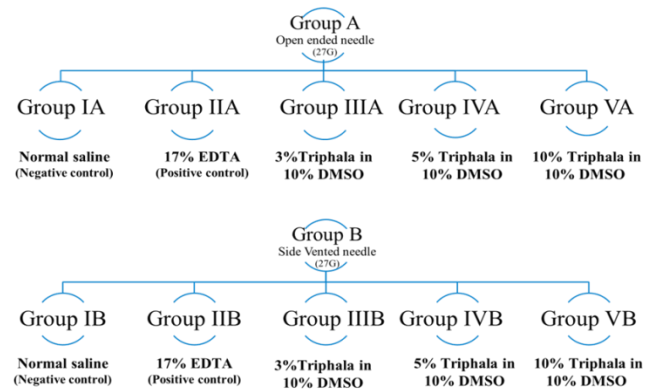 Group A
Open ended needle
(27G)
Group IA
Group IIA
Group IIIA
Group IVA
Group VA
Normal saline
(Negative control)
17% EDTA
(Positive control)
3%Triphala in
10% DMSO
5% Triphala in
10% DMSO
10% Triphala in
10% DMSO
Group B
Side Vented needle
(27G)
Group IB
Group IIB
Group IIIB
Group IVB
Group VB
Normal saline
(Negative control)
17% EDTA
(Positive control)
3%Triphala in
10% DMSO
5% Triphala in
10% DMSO
10% Triphala in
10% DMSO